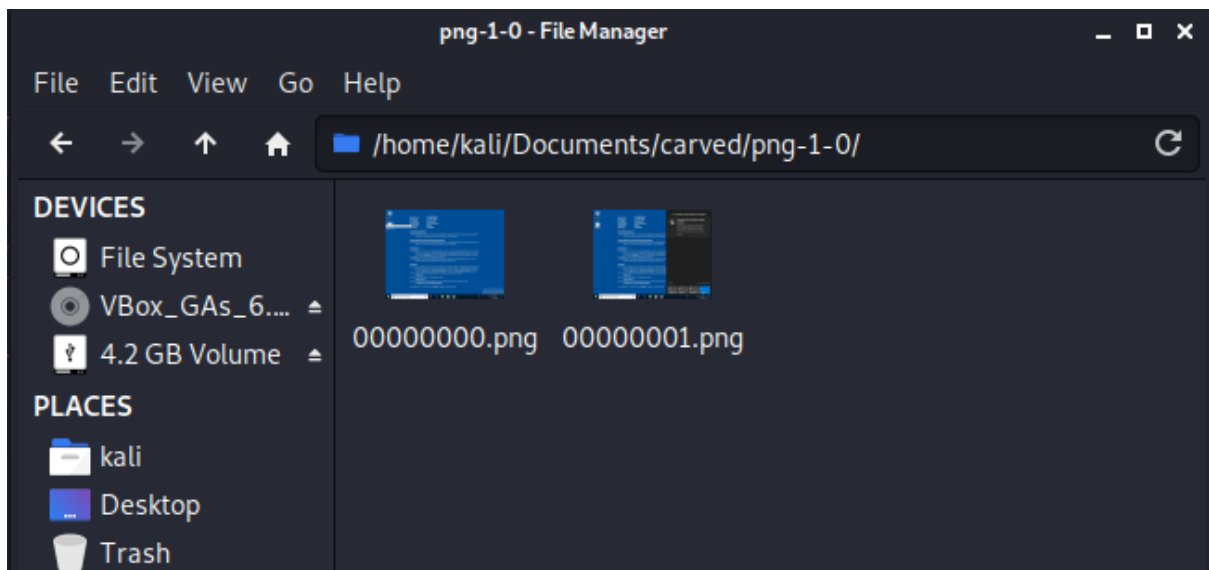 png-1-0 - File Manager
File Edit View Go Help
/home/kali/Documents/carved/png-1-0/
DEVICES
File System
VBox_GAs_6....
4.2 GB Volume
00000000.png 00000001.png
PLACES
kali
Desktop
Trash